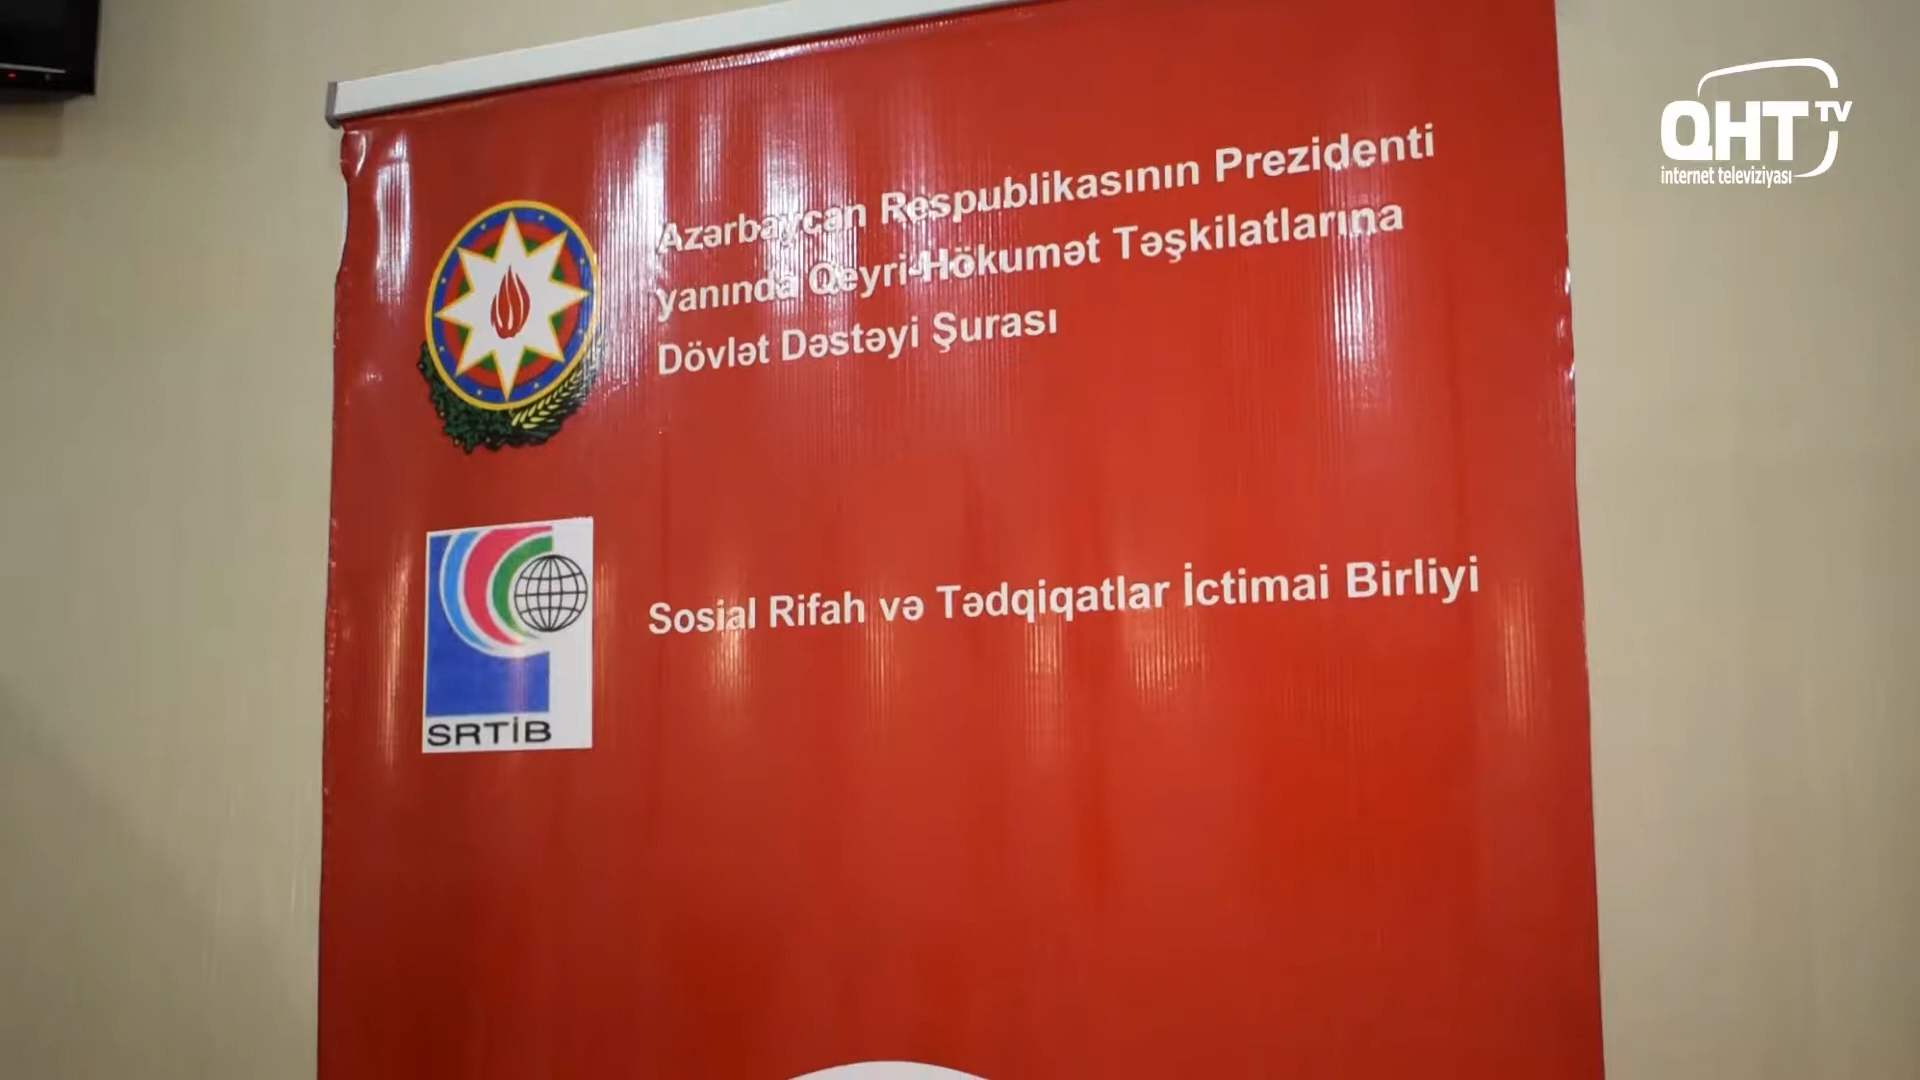 QHT TV
internet televiziyası
Azərbaycan Respublikasının Prezidenti
yanında Qeyri-Hökumət Təşkilatlarına
Dövlət Dəstəyi Şurası
Sosial Rifah və Tədqiqatlar İctimai Birliyi
SRTİB